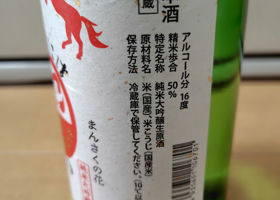 蔵
酒
アルコール分 16度
精米歩合 50%
特定名称 純米大吟醸生原酒
原材料名 米(国産)、米こうじ(国産米)
保存方法 冷蔵庫で保管してください。
まんさくの花